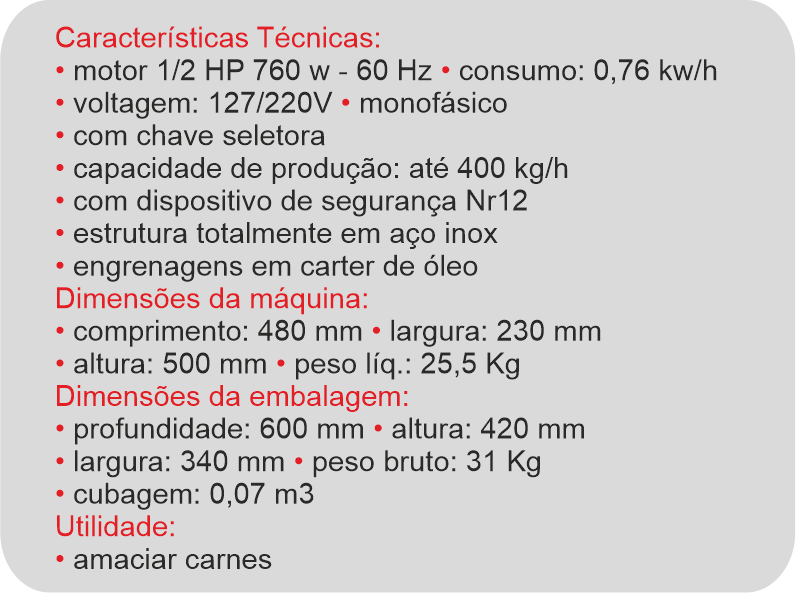 Características Técnicas:
• motor 1/2 HP 760 w - 60 Hz • consumo: 0,76 kw/h
• voltagem: 127/220V • monofásico
• com chave seletora
• capacidade de produção: até 400 kg/h
• com dispositivo de segurança Nr12
• estrutura totalmente em aço inox
• engrenagens em carter de óleo
Dimensões da máquina:
• comprimento: 480 mm • largura: 230 mm
• altura: 500 mm • peso líq.: 25,5 Kg
Dimensões da embalagem:
• profundidade: 600 mm • altura: 420 mm
• largura: 340 mm • peso bruto: 31 Kg
• cubagem: 0,07 m3
Utilidade:
• amaciar carnes